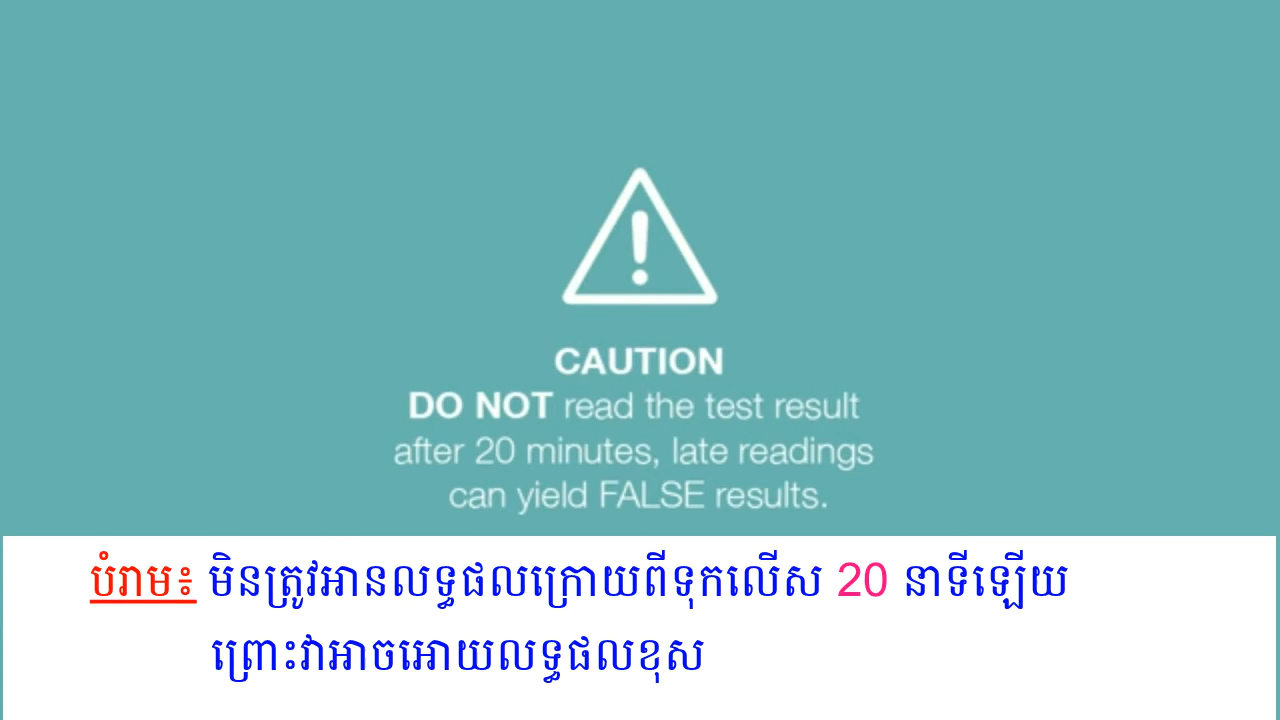 CAUTION
DO NOT read the test result
after 20 minutes, late readings
can yield FALSE results.
បំរាម៖ មិនត្រូវអានលទ្ធផលក្រោយពីទុកលើស 20 នាទីឡើយ
ព្រោះវាអាចអោយលទ្ធផលខុស